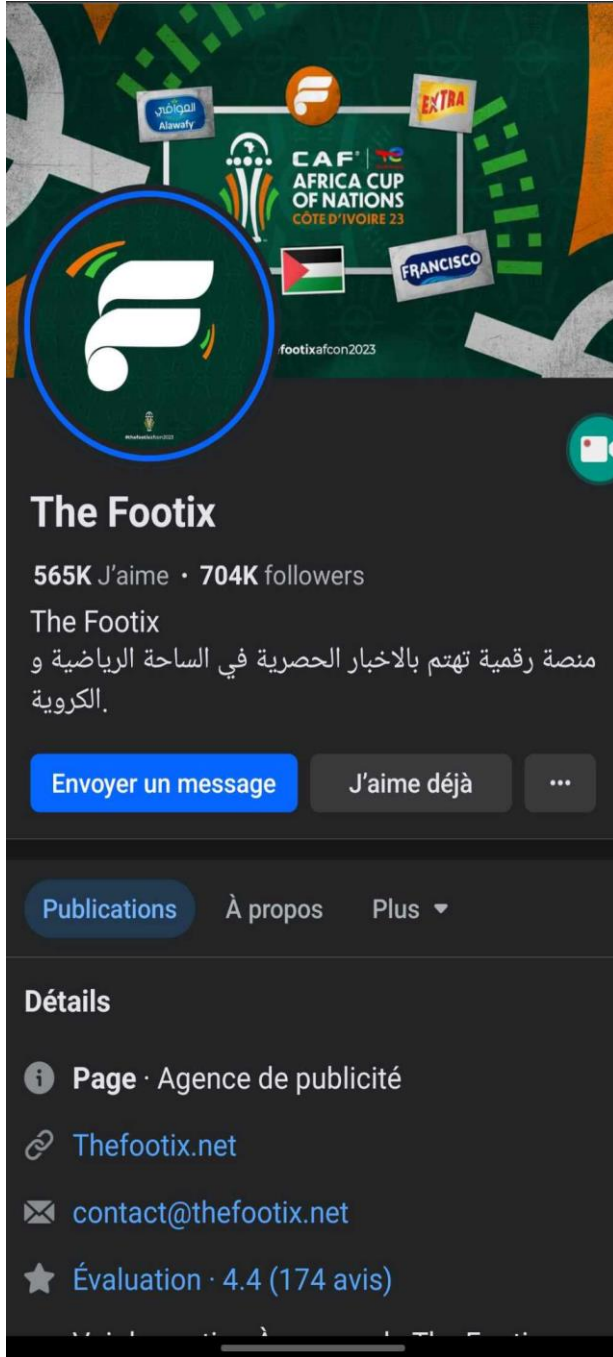 العوافي
Alawafy
EXTRA
CAF
AFRICA CUP
OF NATIONS
CÔTE D'IVOIRE 23
FRANCISCO
footixafcon2023
#thefootixafcon2023
The Footix
565K J'aime · 704K followers
The Footix
منصة رقمية تهتم بالاخبار الحصرية في الساحة الرياضية و
الكروية.
Envoyer un message
J'aime déjà
...
Publications
À propos
Plus
Détails
Page · Agence de publicité
Thefootix.net
contact@thefootix.net
Évaluation · 4.4 (174 avis)